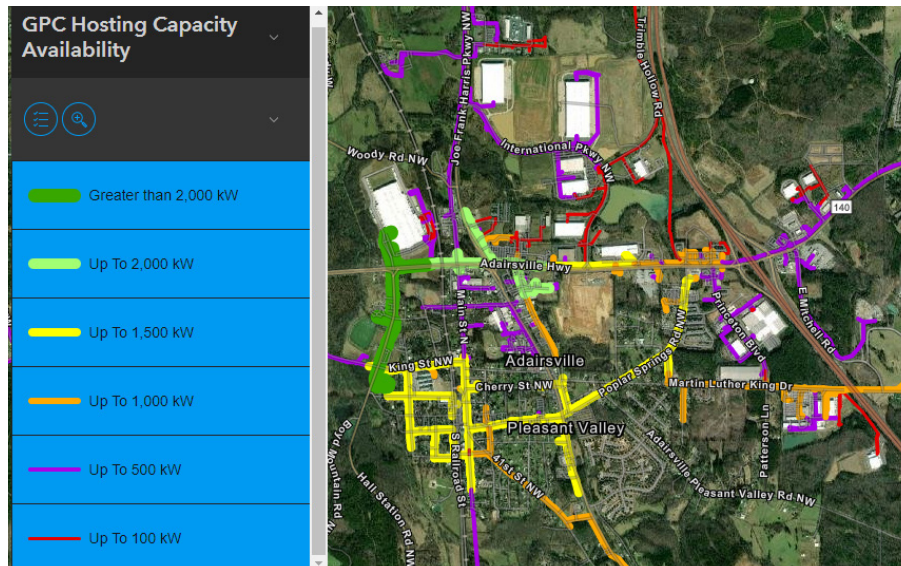 GPC Hosting Capacity
Availability
Greater than 2,000 kW
Up To 2,000 kW
Up To 1,500 kW
Up To 1,000 kW
Up To 500 kW
Up To 100 kW
Joe Frank Harris Pkwy NW
Trimble Hollow Rd
Woody Rd NW
International Pkwy NW
140
Adairsville Hwy
Main St N
Princeton Blvd
E Mitchell Rd
King St NW
Adairsville
Poplar Springs Rd NW
Cherry St NW
Martin Luther King Dr
Pleasant Valley
S Railroad St
Patterson Ln
Adairsville Pleasant Valley Rd NW
41st St NW
Boyd Mountain Rd N
Hall Station Rd NW